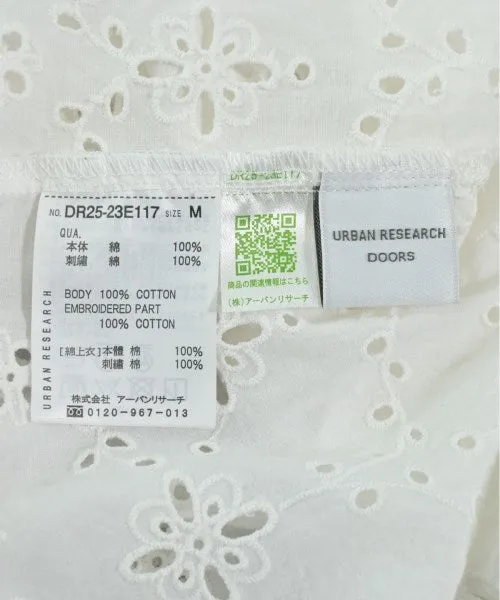 NO. DR25-23E117 SIZE M
QUA.
本体 綿 100%
刺繍 綿 100%
BODY 100% COTTON
EMBROIDERED PART
100% COTTON
[綿上衣]本體 棉 100%
刺繡 棉 100%
URBAN RESEARCH
株式会社 アーバンリサーチ
0120-967-013
DR25-23E117
商品の関連情報はこちら
(株)アーバンリサーチ
URBAN RESEARCH
DOORS